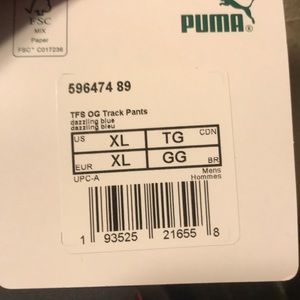 FSC
MIX
Paper
FSC® C017236
PUMA®
596474 89
TFS OG Track Pants
dazzling blue
dazzling bleu
US XL TG CDN
EUR XL GG BR
UPC-A Mens
Hommes
1 93525 21655 8